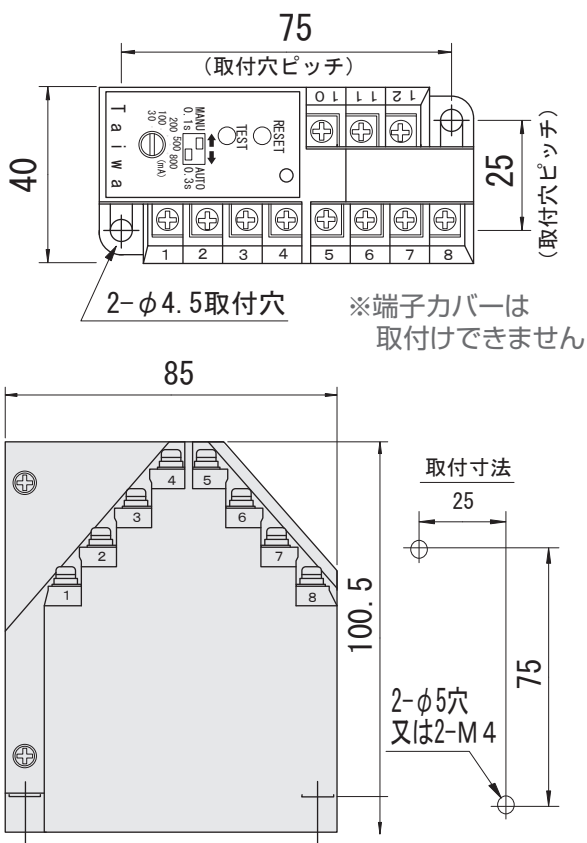 75
(取付穴ピッチ)
40
Taiwa
MANU
0.1s
AUTO
0.3s
TEST
RESET
30
100
200
500
800
(mA)
10 11 12
25
(取付穴ピッチ)
1 2 3 4 5 6 7 8
2-φ4.5取付穴
※端子カバーは
取付けできません
85
4 5
3 6
2 7
1 8
100.5
取付寸法
25
75
2-φ5穴
又は2-M4